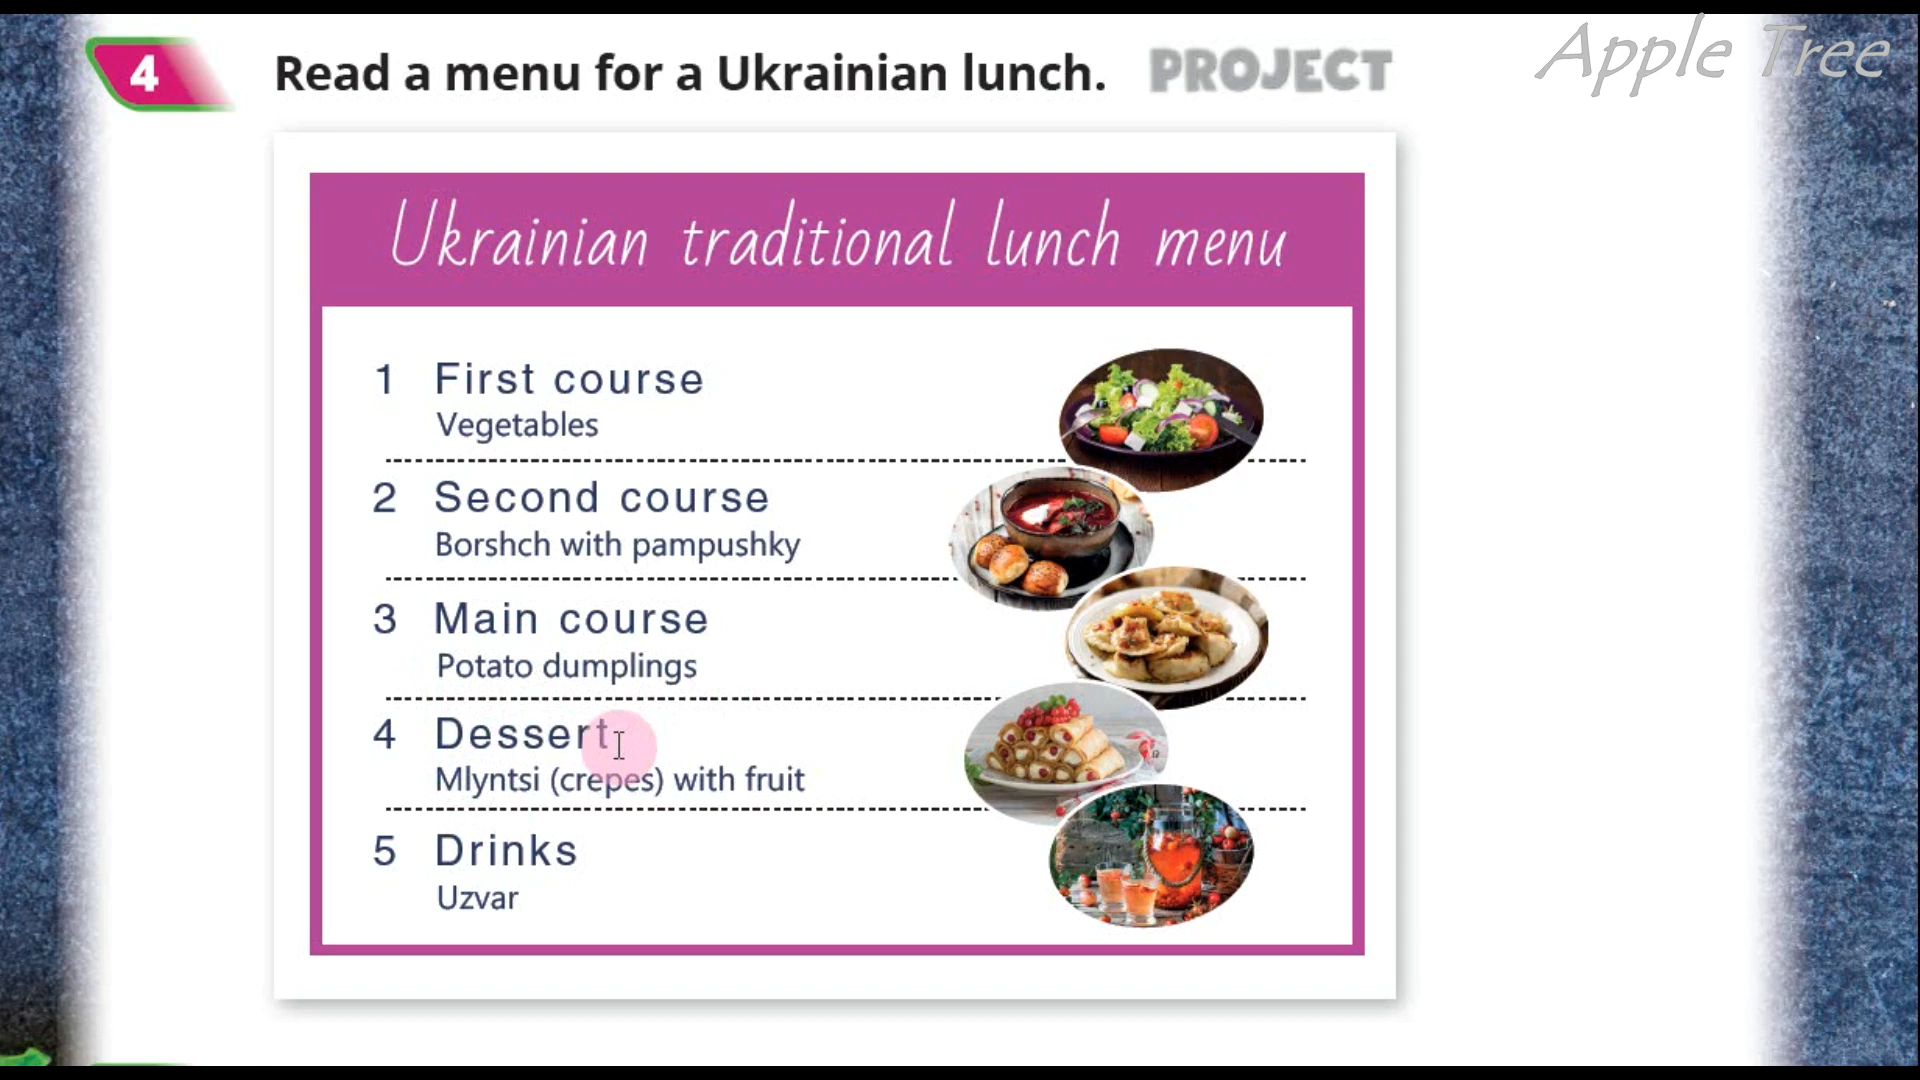 4 Read a menu for a Ukrainian lunch. PROJECT
Apple Tree
Ukrainian traditional lunch menu
1 First course
Vegetables
2 Second course
Borshch with pampushky
3 Main course
Potato dumplings
4 Dessert
Mlyntsi (crepes) with fruit
5 Drinks
Uzvar